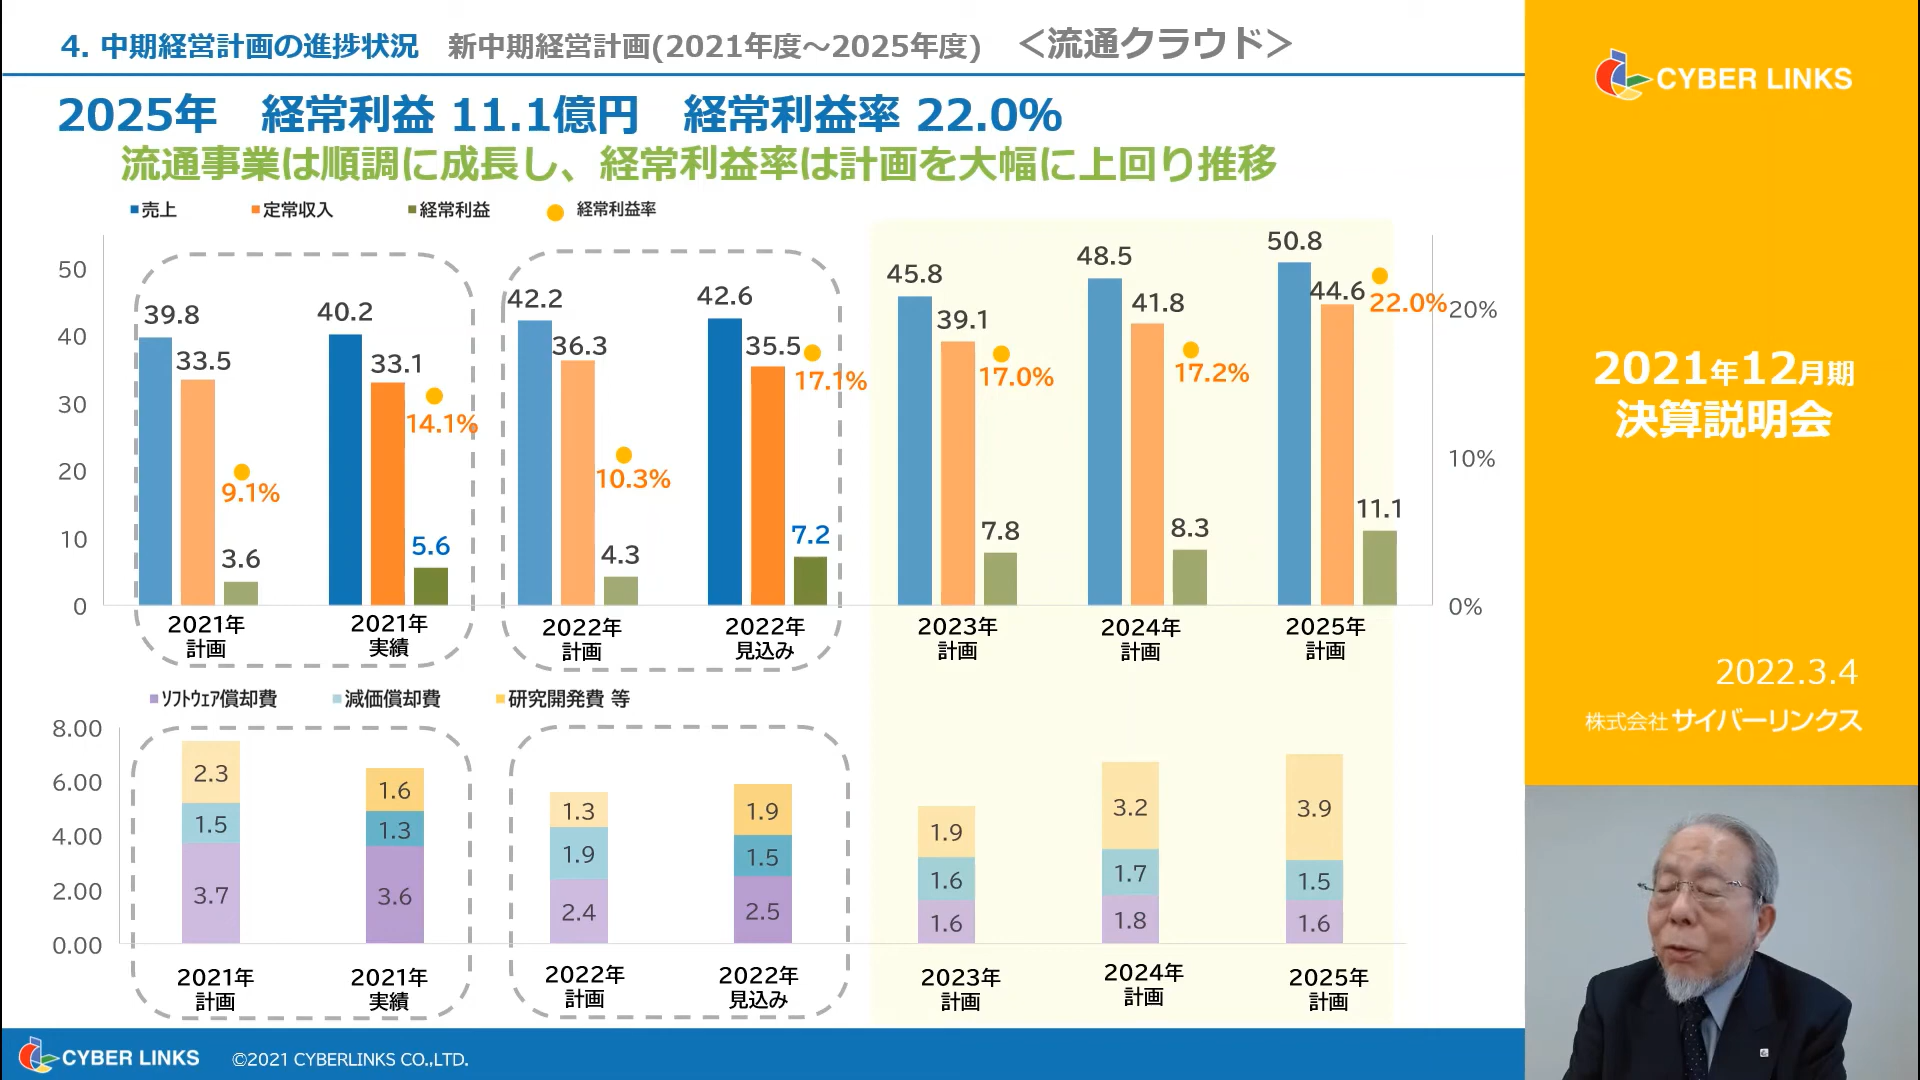 4. 中期経営計画の進捗状況 新中期経営計画(2021年度～2025年度) ＜流通クラウド＞
2025年 経常利益 11.1億円 経常利益率 22.0%
流通事業は順調に成長し、経常利益率は計画を大幅に上回り推移
売上 定常収入 経常利益 経常利益率
50
40
30
20
10
0
20%
10%
0%
39.8 33.5 9.1% 3.6
40.2 33.1 14.1% 5.6
42.2 36.3 10.3% 4.3
42.6 35.5 17.1% 7.2
45.8 39.1 17.0% 7.8
48.5 41.8 17.2% 8.3
50.8 44.6 22.0% 11.1
2021年 2021年 2022年 2022年 2023年 2024年 2025年
計画 実績 計画 見込み 計画 計画 計画
ｿﾌﾄｳｪｱ償却費 減価償却費 研究開発費 等
8.00
6.00
4.00
2.00
0.00
2.3 1.5 3.7
1.6 1.3 3.6
1.3 1.9 2.4
1.9 1.5 2.5
1.9 1.6 1.6
3.2 1.7 1.8
3.9 1.5 1.6
2021年 2021年 2022年 2022年 2023年 2024年 2025年
計画 実績 計画 見込み 計画 計画 計画
CYBER LINKS ©2021 CYBERLINKS CO.,LTD.
CYBER LINKS
2021年12月期
決算説明会
2022.3.4
株式会社 サイバーリンクス